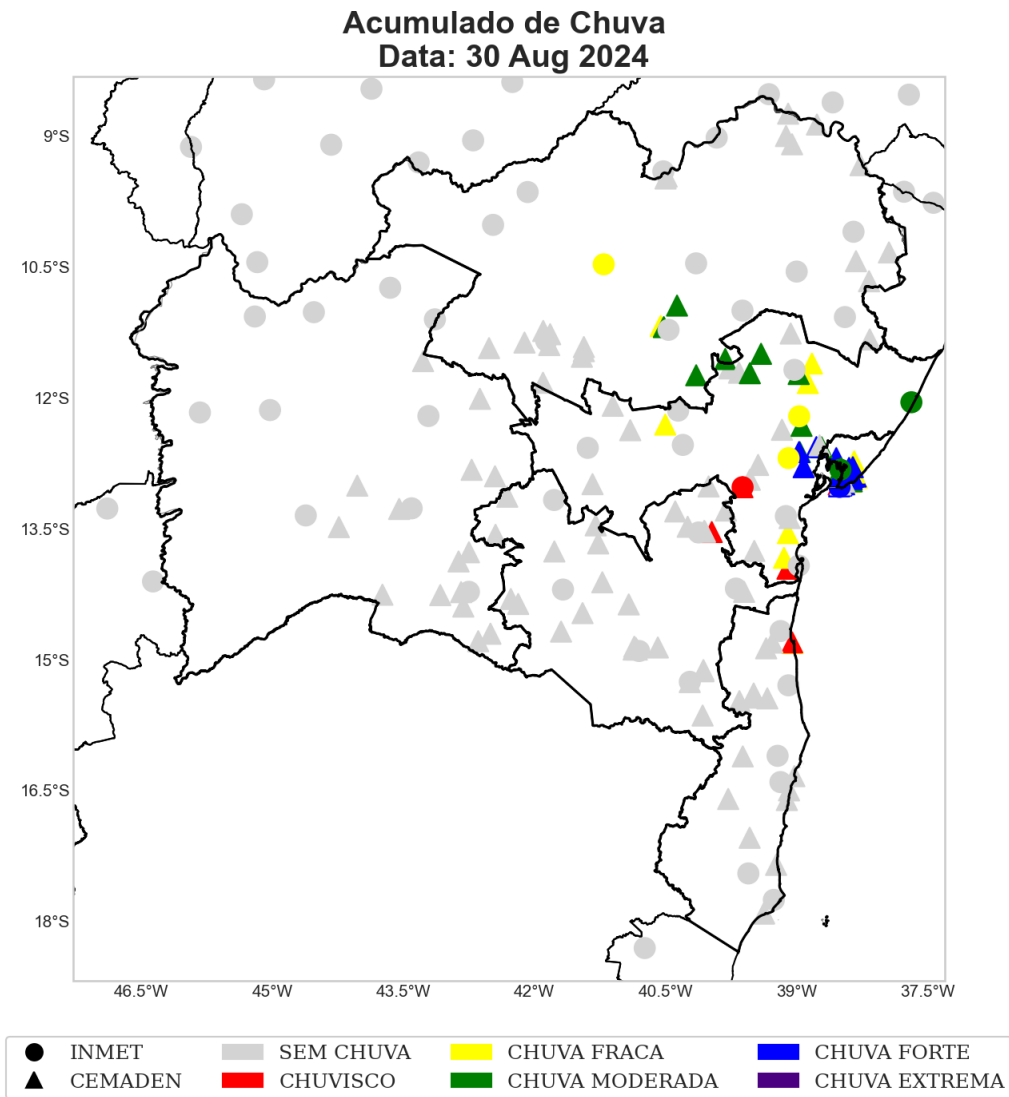 Acumulado de Chuva
Data: 30 Aug 2024
9°S
10.5°S
12°S
13.5°S
15°S
16.5°S
18°S
46.5°W 45°W 43.5°W 42°W 40.5°W 39°W 37.5°W
INMET SEM CHUVA CHUVA FRACA CHUVA FORTE
CEMADEN CHUVISCO CHUVA MODERADA CHUVA EXTREMA